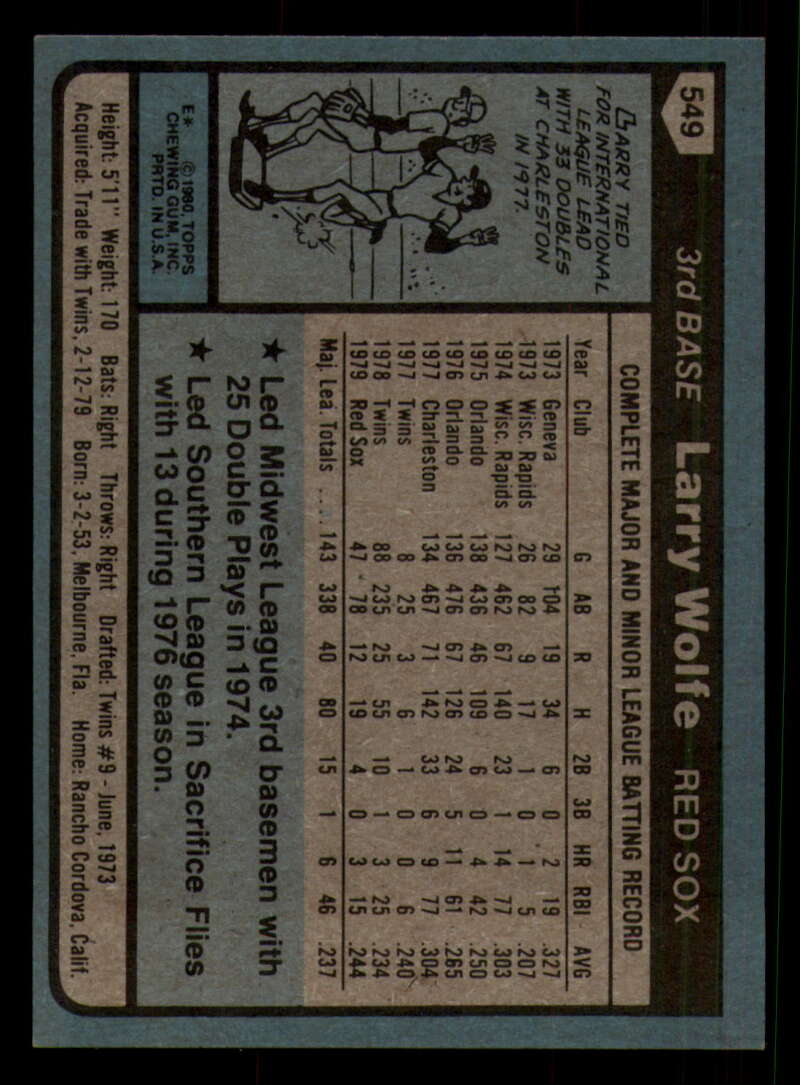 549
3rd BASE Larry Wolfe RED SOX
LARRY TIED
FOR INTERNATIONAL
LEAGUE LEAD
WITH 33 DOUBLES
AT CHARLESTON
IN 1977.
E* © 1980, TOPPS
CHEWING GUM, INC.
PRTD. IN U.S.A.
COMPLETE MAJOR AND MINOR LEAGUE BATTING RECORD
Year Club G AB R H 2B 3B HR RBI AVG
1973 Geneva 29 104 19 34 6 0 2 19 .327
1973 Wisc. Rapids 26 82 9 17 1 0 1 5 .207
1974 Wisc. Rapids 127 462 67 140 23 1 14 77 .303
1975 Orlando 138 436 46 109 6 0 4 42 .250
1976 Orlando 136 476 67 126 24 5 11 61 .265
1977 Charleston 134 467 71 142 33 6 9 77 .304
1977 Twins 8 25 3 6 1 0 0 6 .240
1978 Twins 88 235 25 55 10 1 3 25 .234
1979 Red Sox 47 78 12 19 4 0 3 15 .244
Maj. Lea. Totals .... 143 338 40 80 15 1 6 46 .237
★ Led Midwest League 3rd basemen with
25 Double Plays in 1974.
★ Led Southern League in Sacrifice Flies
with 13 during 1976 season.
Height: 5'11" Weight: 170 Bats: Right Throws: Right Drafted: Twins #9 - June, 1973
Acquired: Trade with Twins, 2-12-79 Born: 3-2-53, Melbourne, Fla. Home: Rancho Cordova, Calif.